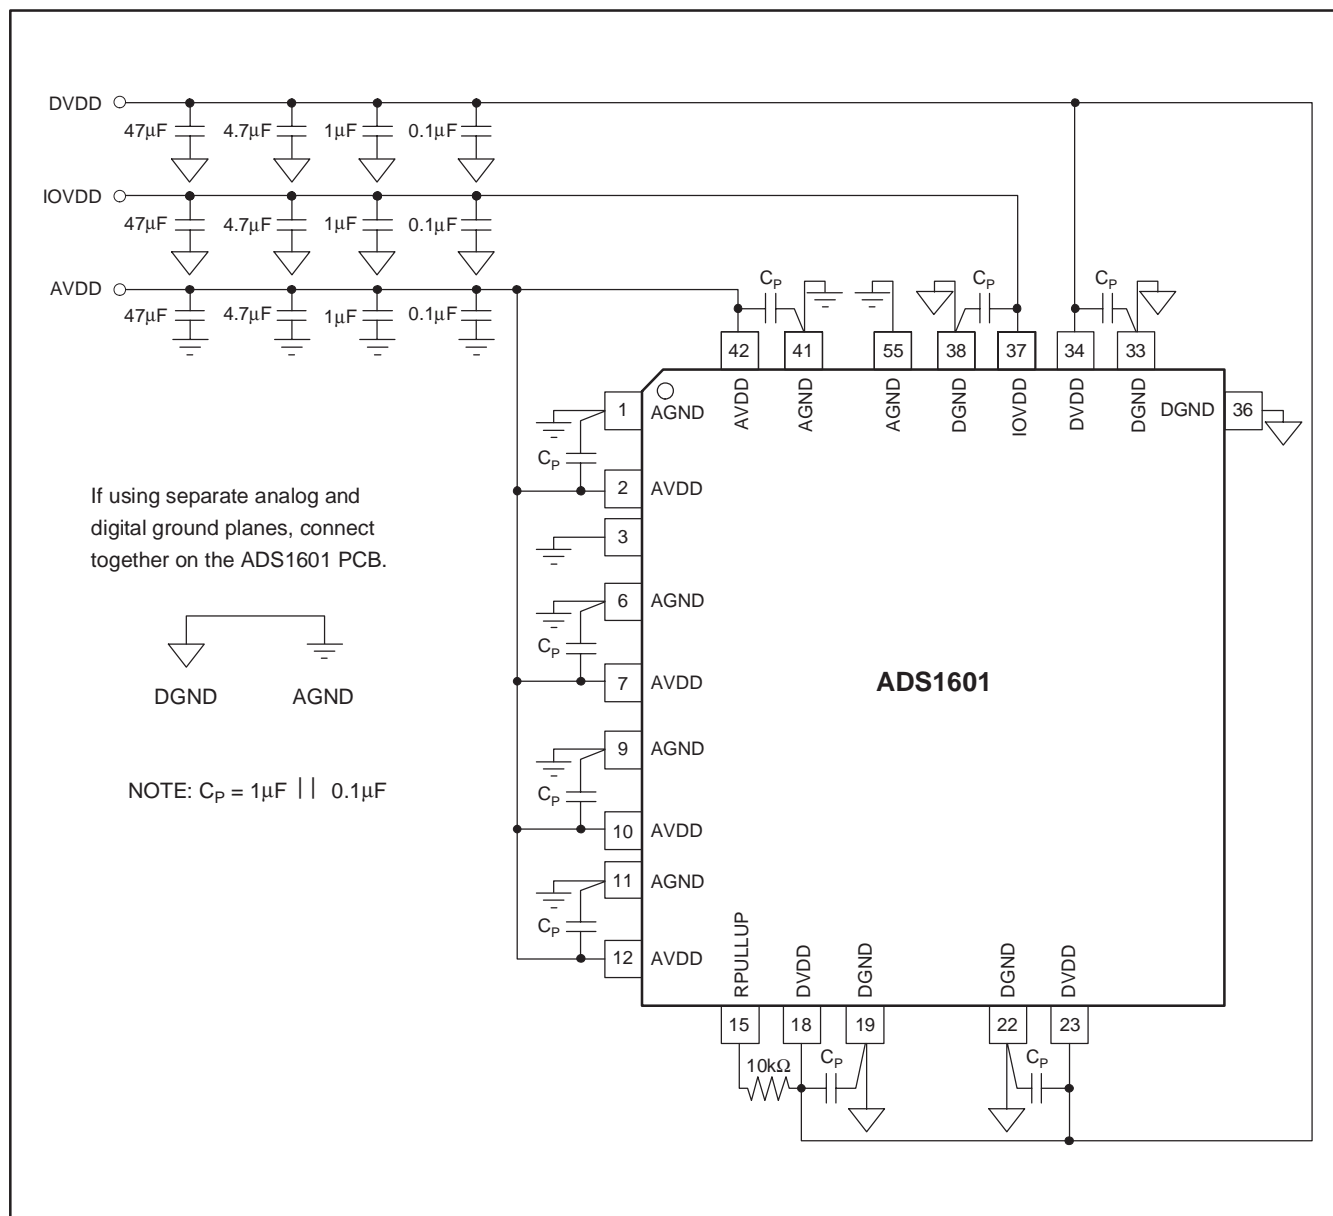 DVDD
47µF 4.7µF 1µF 0.1µF
IOVDD
47µF 4.7µF 1µF 0.1µF
AVDD
47µF 4.7µF 1µF 0.1µF
CP CP CP
42 41 55 38 37 34 33
AVDD AGND AGND DGND IOVDD DVDD DGND
DGND 36
1 AGND
CP
2 AVDD
3
6 AGND
CP
7 AVDD
9 AGND
CP
10 AVDD
11 AGND
CP
12 AVDD
If using separate analog and
digital ground planes, connect
together on the ADS1601 PCB.
DGND AGND
NOTE: CP = 1µF || 0.1µF
ADS1601
RPULLUP DVDD DGND DGND DVDD
15 18 19 22 23
10kΩ CP CP